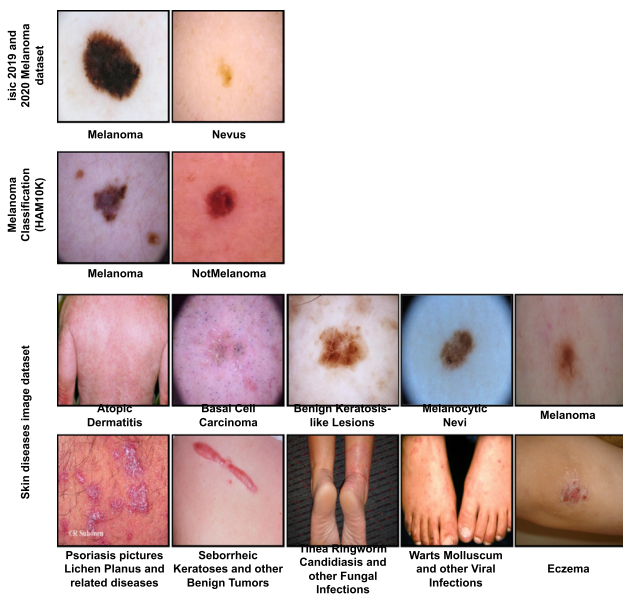 isic 2019 and
2020 Melanoma
dataset
Melanoma
Nevus
Melanoma
Classification
(HAM10K)
Melanoma
NotMelanoma
Skin diseases image dataset
Atopic
Dermatitis
Basal Cell
Carcinoma
Benign Keratosis-
like Lesions
Melanocytic
Nevi
Melanoma
Psoriasis pictures
Lichen Planus and
related diseases
Seborrheic
Keratoses and other
Benign Tumors
Tinea Ringworm
Candidiasis and
other Fungal
Infections
Warts Molluscum
and other Viral
Infections
Eczema